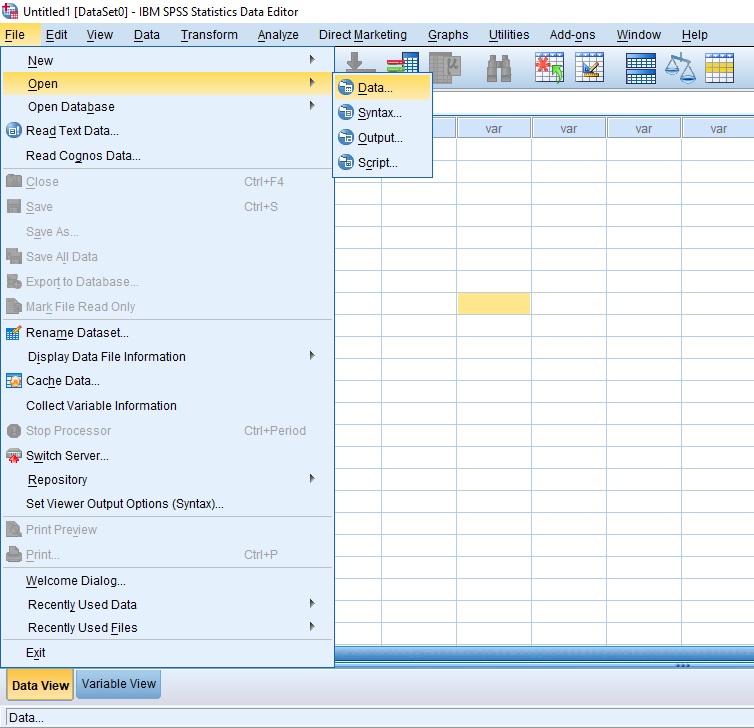 Untitled1 [DataSet0] - IBM SPSS Statistics Data Editor
File Edit View Data Transform Analyze Direct Marketing Graphs Utilities Add-ons Window Help
New
Open
Open Database
Read Text Data...
Read Cognos Data...
Close Ctrl+F4
Save Ctrl+S
Save As...
Save All Data
Export to Database...
Mark File Read Only
Rename Dataset...
Display Data File Information
Cache Data...
Collect Variable Information
Stop Processor Ctrl+Period
Switch Server...
Repository
Set Viewer Output Options (Syntax)...
Print Preview
Print... Ctrl+P
Welcome Dialog...
Recently Used Data
Recently Used Files
Exit
Data...
Syntax...
Output...
Script...
var var var var
Data View Variable View
Data...